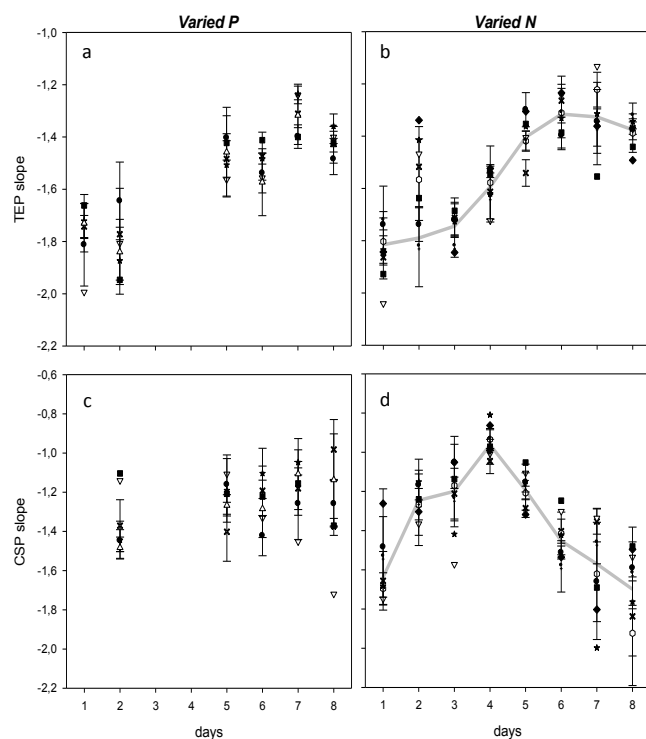 Varied P
Varied N
a
b
-1,0
-1,2
-1,4
-1,6
-1,8
-2,0
-2,2
TEP slope
c
d
-0,6
-0,8
-1,0
-1,2
-1,4
-1,6
-1,8
-2,0
-2,2
CSP slope
1 2 3 4 5 6 7 8
1 2 3 4 5 6 7 8
days
days